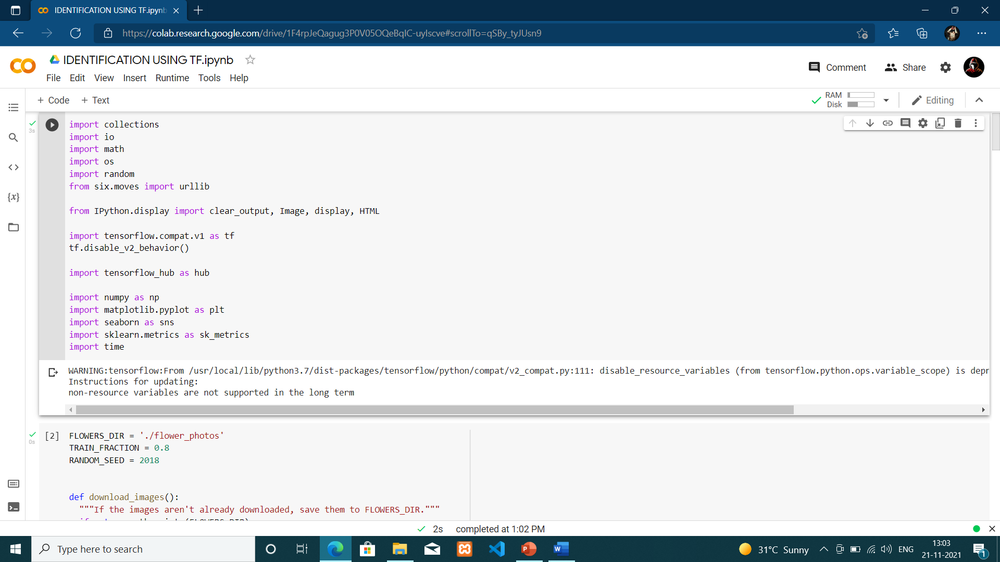 IDENTIFICATION USING TF.ipynb
https://colab.research.google.com/drive/1F4rpJeQagug3P0V05OQeBqIC-uyIscve#scrollTo=qSBy_tyJUsn9
IDENTIFICATION USING TF.ipynb
Comment Share
File Edit View Insert Runtime Tools Help
+ Code + Text
RAM
Disk
Editing
3s
import collections
import io
import math
import os
import random
from six.moves import urllib
from IPython.display import clear_output, Image, display, HTML
import tensorflow.compat.v1 as tf
tf.disable_v2_behavior()
import tensorflow_hub as hub
import numpy as np
import matplotlib.pyplot as plt
import seaborn as sns
import sklearn.metrics as sk_metrics
import time
WARNING:tensorflow:From /usr/local/lib/python3.7/dist-packages/tensorflow/python/compat/v2_compat.py:111: disable_resource_variables (from tensorflow.python.ops.variable_scope) is depr
Instructions for updating:
non-resource variables are not supported in the long term
0s
[2] FLOWERS_DIR = './flower_photos'
TRAIN_FRACTION = 0.8
RANDOM_SEED = 2018
def download_images():
"""If the images aren't already downloaded, save them to FLOWERS_DIR."""
2s completed at 1:02 PM
Type here to search
31°C Sunny
ENG
13:03
21-11-2021
1